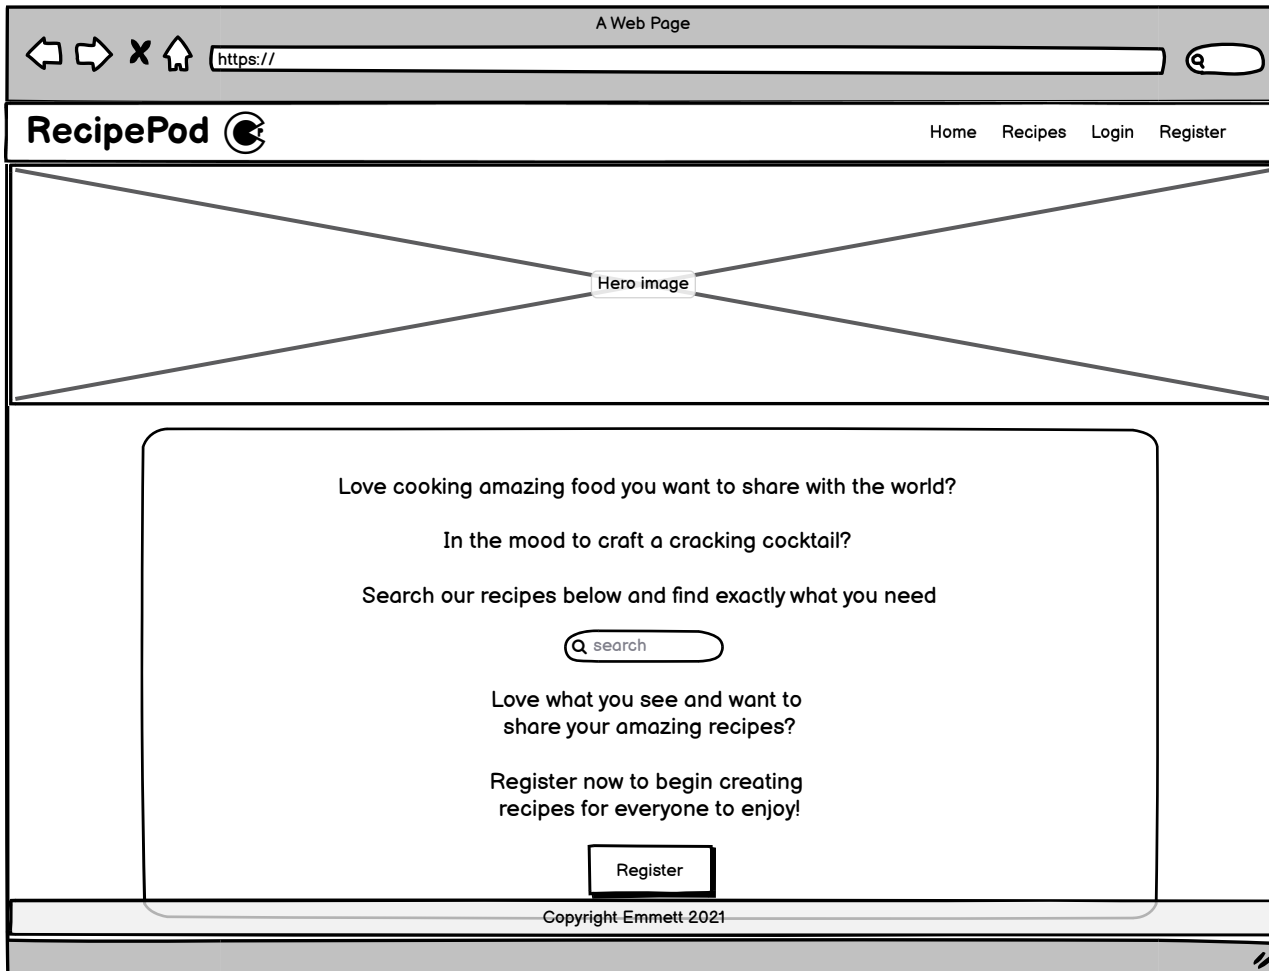 A Web Page
https://
RecipePod
Home Recipes Login Register
Hero image
Love cooking amazing food you want to share with the world?
In the mood to craft a cracking cocktail?
Search our recipes below and find exactly what you need
search
Love what you see and want to
share your amazing recipes?
Register now to begin creating
recipes for everyone to enjoy!
Register
Copyright Emmett 2021